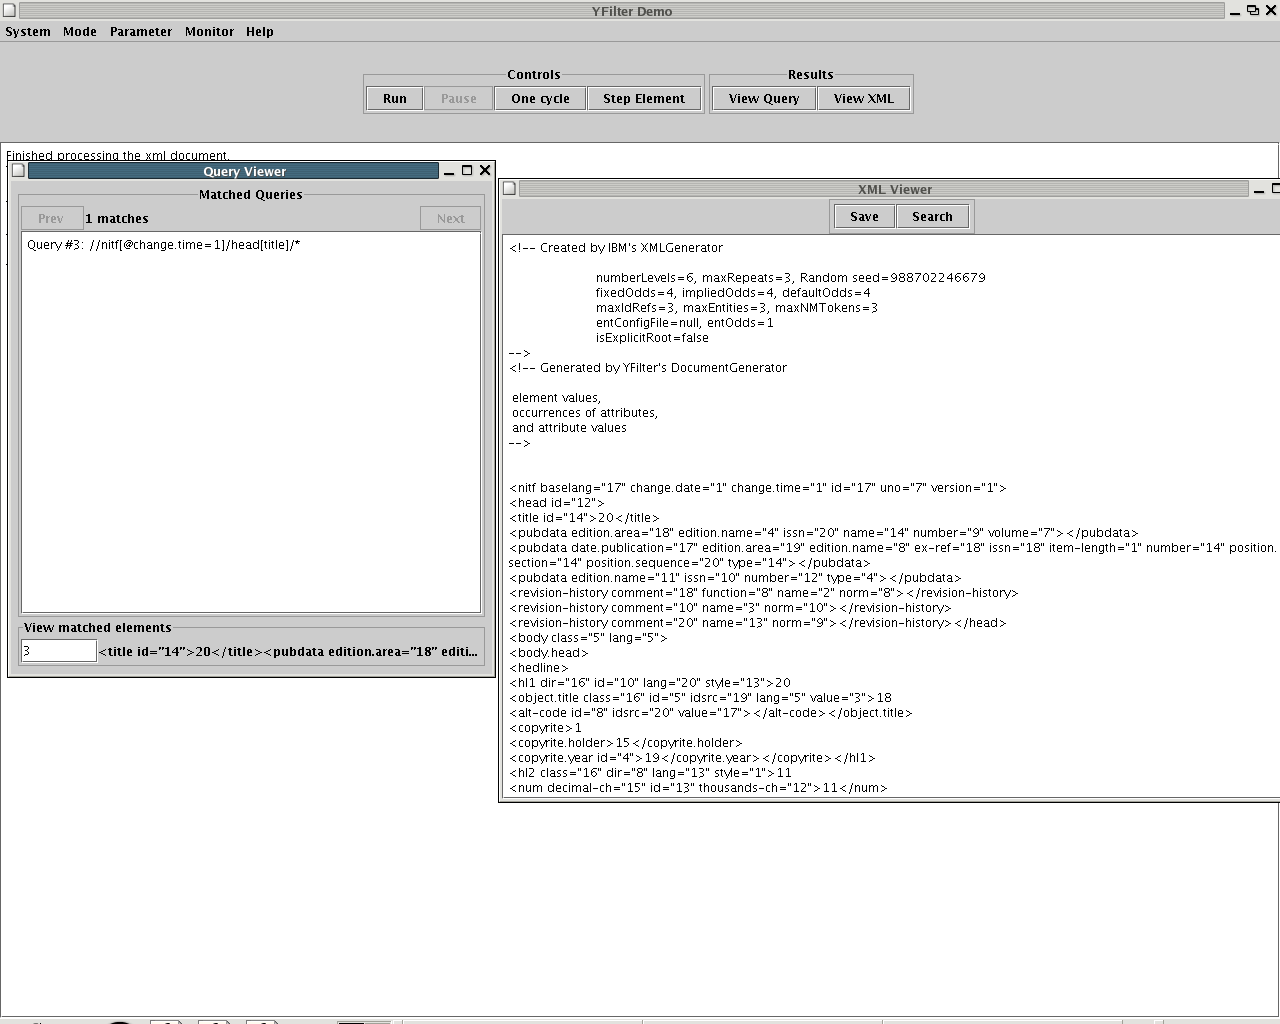 YFilter Demo
System Mode Parameter Monitor Help
Controls
Run Pause One cycle Step Element
Results
View Query View XML
Finished processing the xml document.
Query Viewer
Matched Queries
Prev 1 matches Next
Query #3: //nitf[@change.time=1]/head[title]/*
View matched elements
3 <title id="14">20</title><pubdata edition.area="18" editi...
XML Viewer
Save Search
<!-- Created by IBM's XMLGenerator
numberLevels=6, maxRepeats=3, Random seed=988702246679
fixedOdds=4, impliedOdds=4, defaultOdds=4
maxIdRefs=3, maxEntities=3, maxNMTokens=3
entConfigFile=null, entOdds=1
isExplicitRoot=false
-->
<!-- Generated by YFilter's DocumentGenerator
element values,
occurrences of attributes,
and attribute values
-->
<nitf baselang="17" change.date="1" change.time="1" id="17" uno="7" version="1">
<head id="12">
<title id="14">20</title>
<pubdata edition.area="18" edition.name="4" issn="20" name="14" number="9" volume="7"></pubdata>
<pubdata date.publication="17" edition.area="19" edition.name="8" ex-ref="18" issn="18" item-length="1" number="14" position.
section="14" position.sequence="20" type="14"></pubdata>
<pubdata edition.name="11" issn="10" number="12" type="4"></pubdata>
<revision-history comment="18" function="8" name="2" norm="8"></revision-history>
<revision-history comment="10" name="3" norm="10"></revision-history>
<revision-history comment="20" name="13" norm="9"></revision-history></head>
<body class="5" lang="5">
<body.head>
<hedline>
<hl1 dir="16" id="10" lang="20" style="13">20
<object.title class="16" id="5" idsrc="19" lang="5" value="3">18
<alt-code id="8" idsrc="20" value="17"></alt-code></object.title>
<copyrite>1
<copyrite.holder>15</copyrite.holder>
<copyrite.year id="4">19</copyrite.year></copyrite></hl1>
<hl2 class="16" dir="8" lang="13" style="1">11
<num decimal-ch="15" id="13" thousands-ch="12">11</num>